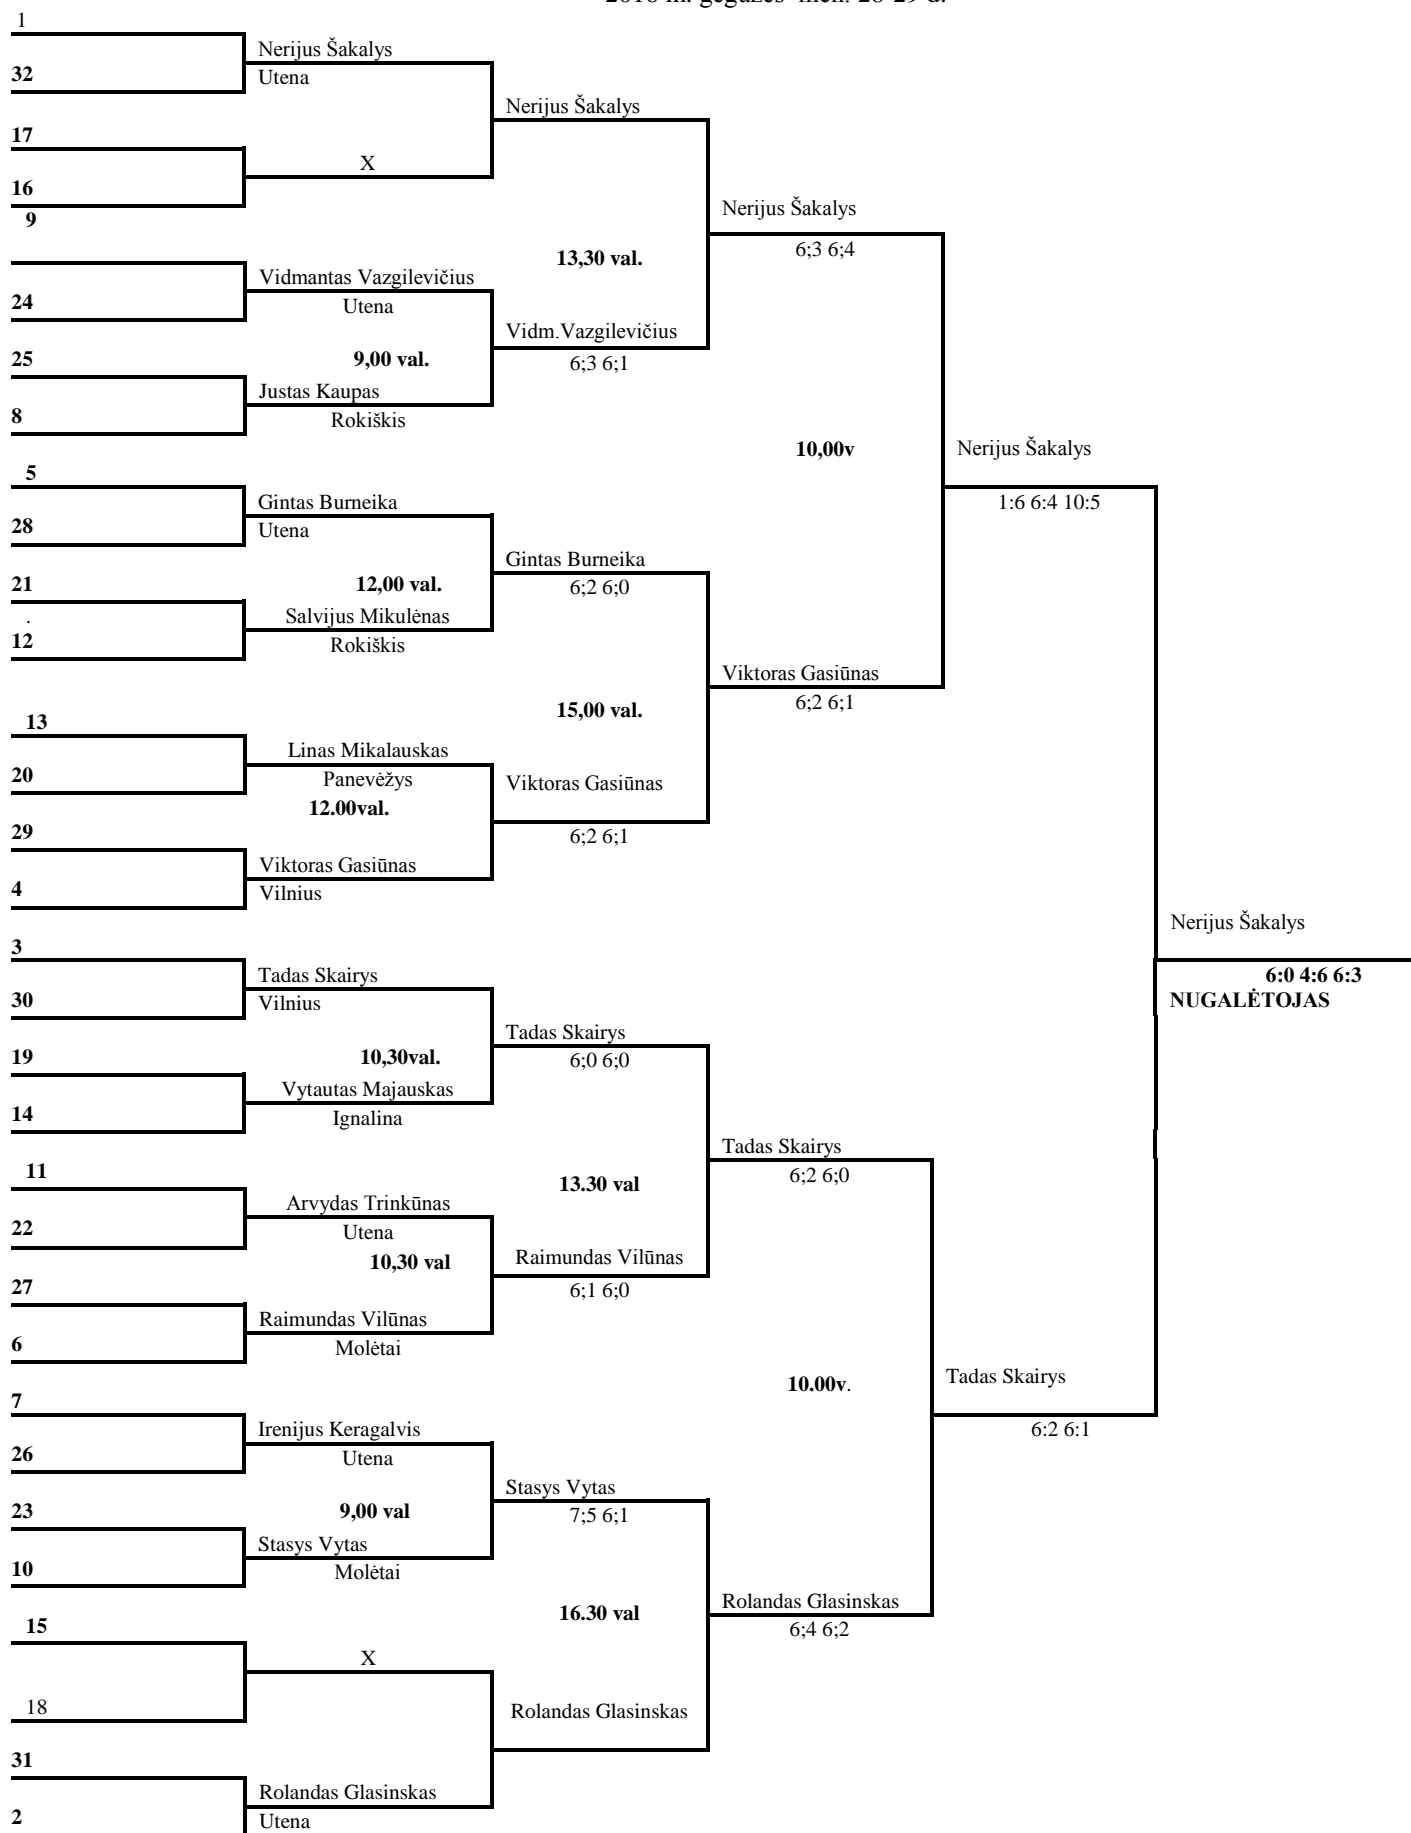 1
Nerijus Šakalys
32
Utena
Nerijus Šakalys
17
X
16
9
Nerijus Šakalys
6;3 6;4
13,30 val.
Vidmantas Vazgilevičius
24
Utena
Vidm.Vazgilevičius
25
9,00 val.
6;3 6;1
Justas Kaupas
8
Rokiškis
10,00v
Nerijus Šakalys
5
1:6 6:4 10:5
Gintas Burneika
28
Utena
Gintas Burneika
21
12,00 val.
6;2 6;0
.
Salvijus Mikulėnas
12
Rokiškis
Viktoras Gasiūnas
6;2 6;1
15,00 val.
13
Linas Mikalauskas
20
Panevėžys
Viktoras Gasiūnas
12.00val.
29
6;2 6;1
Viktoras Gasiūnas
4
Vilnius
Nerijus Šakalys
3
6:0 4:6 6:3
Tadas Skairys
30
Vilnius
NUGALĖTOJAS
Tadas Skairys
19
10,30val.
6;0 6;0
Vytautas Majauskas
14
Ignalina
Tadas Skairys
11
6;2 6;0
13.30 val
Arvydas Trinkūnas
22
Utena
10,30 val
Raimundas Vilūnas
27
6;1 6;0
Raimundas Vilūnas
6
Molėtai
10.00v.
Tadas Skairys
7
6:2 6:1
Irenijus Keragalvis
26
Utena
Stasys Vytas
23
9,00 val
7;5 6;1
Stasys Vytas
10
Molėtai
Rolandas Glasinskas
16.30 val
15
6;4 6;2
X
18
Rolandas Glasinskas
31
Rolandas Glasinskas
2
Utena